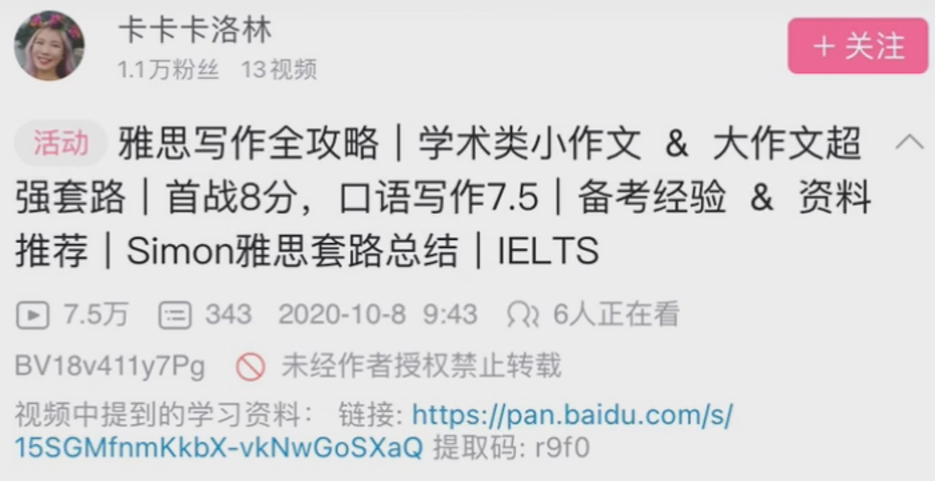 卡卡卡洛林
1.1万粉丝 13视频
+ 关注
活动 雅思写作全攻略｜学术类小作文 & 大作文超
强套路｜首战8分，口语写作7.5｜备考经验 & 资料
推荐｜Simon雅思套路总结｜IELTS
7.5万 343 2020-10-8 9:43 6人正在看
BV18v411y7Pg 未经作者授权禁止转载
视频中提到的学习资料： 链接: https://pan.baidu.com/s/
15SGMfnmKkbX-vkNwGoSXaQ 提取码: r9f0